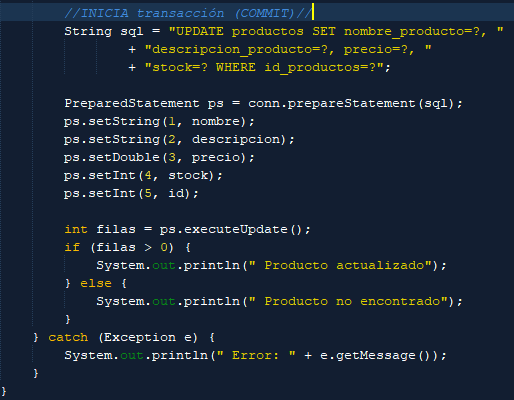 //INICIA transacción (COMMIT)//
String sql = "UPDATE productos SET nombre_producto=?, "
+ "descripcion_producto=?, precio=?, "
+ "stock=? WHERE id_productos=?";
PreparedStatement ps = conn.prepareStatement(sql);
ps.setString(1, nombre);
ps.setString(2, descripcion);
ps.setDouble(3, precio);
ps.setInt(4, stock);
ps.setInt(5, id);
int filas = ps.executeUpdate();
if (filas > 0) {
System.out.println(" Producto actualizado");
} else {
System.out.println(" Producto no encontrado");
}
} catch (Exception e) {
System.out.println(" Error: " + e.getMessage());
}
}